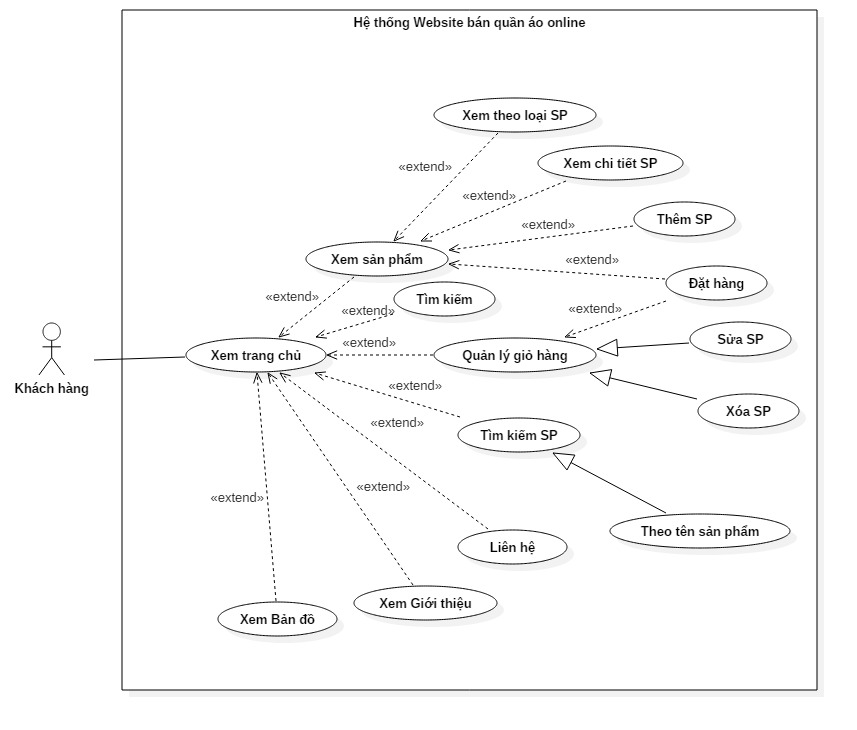 Hệ thống Website bán quần áo online
Xem theo loại SP
«extend»
Xem chi tiết SP
«extend»
Thêm SP
«extend»
Xem sản phẩm
«extend»
Đặt hàng
«extend»
Tìm kiếm
«extend»
«extend»
Sửa SP
Xem trang chủ
«extend»
Quản lý giỏ hàng
Khách hàng
«extend»
Xóa SP
«extend»
Tìm kiếm SP
«extend»
«extend»
Theo tên sản phẩm
Liên hệ
Xem Giới thiệu
Xem Bản đồ